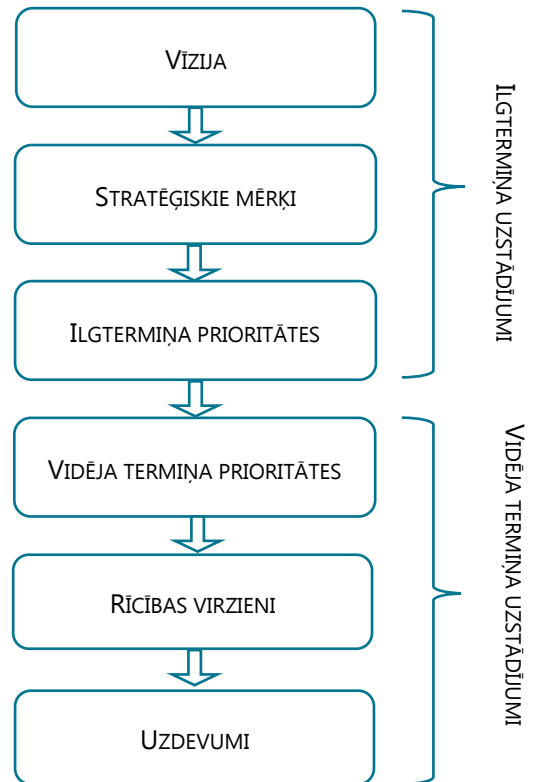 VĪZIJA
STRATĒĢISKIE MĒRĶI
ILGTERMIŅA PRIORITĀTES
ILGTERMIŅA UZSTĀDĪJUMI
VIDĒJA TERMIŅA PRIORITĀTES
RĪCĪBAS VIRZIENI
UZDEVUMI
VIDĒJA TERMIŅA UZSTĀDĪJUMI